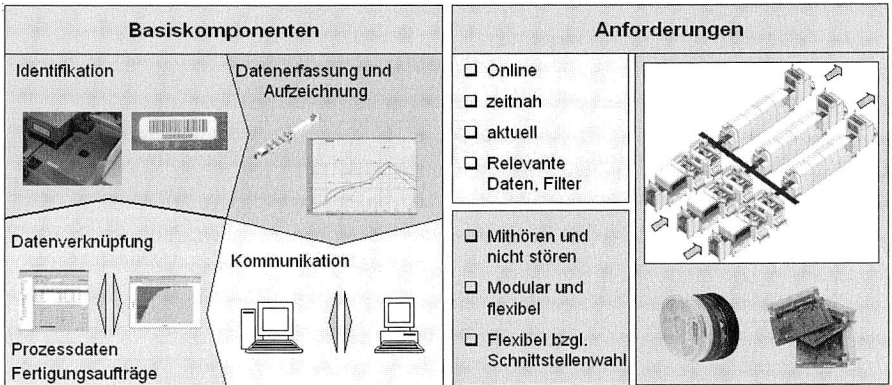 Basiskomponenten
Identifikation
Datenerfassung und
Aufzeichnung
Datenverknüpfung
Prozessdaten
Fertigungsaufträge
Kommunikation
Anforderungen
Online
zeitnah
aktuell
Relevante
Daten, Filter
Mithören und
nicht stören
Modular und
flexibel
Flexibel bzgl.
Schnittstellenwahl